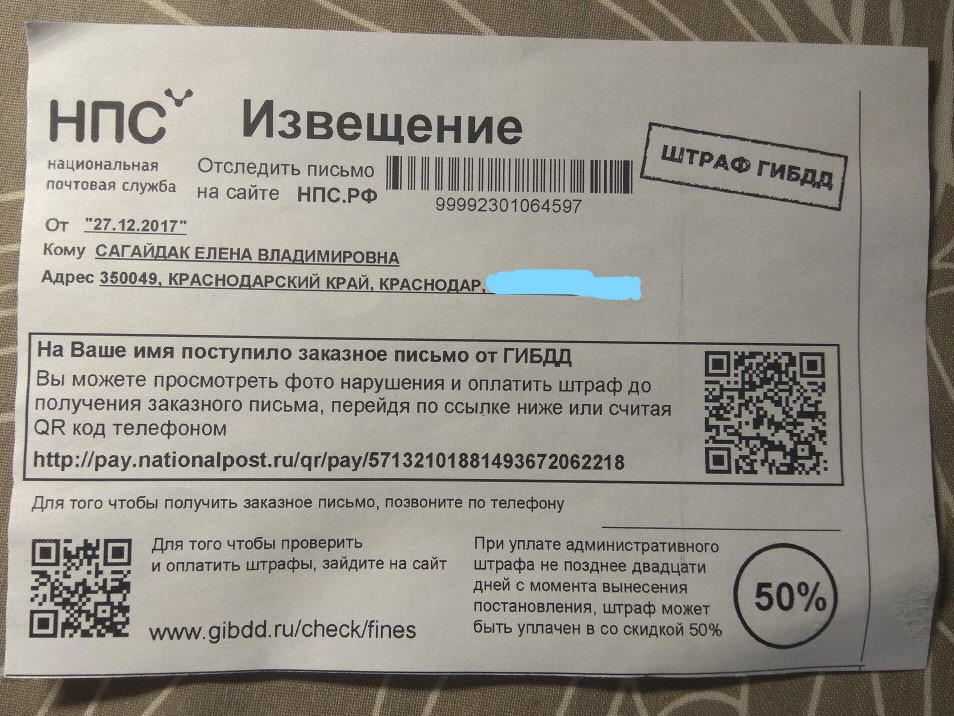 НПС
национальная
почтовая служба
Извещение
Отследить письмо
на сайте НПС.РФ
99992301064597
ШТРАФ ГИБДД
От "27.12.2017"
Кому САГАЙДАК ЕЛЕНА ВЛАДИМИРОВНА
Адрес 350049, КРАСНОДАРСКИЙ КРАЙ, КРАСНОДАР,
На Ваше имя поступило заказное письмо от ГИБДД
Вы можете просмотреть фото нарушения и оплатить штраф до
получения заказного письма, перейдя по ссылке ниже или считая
QR код телефоном
http://pay.nationalpost.ru/qr/pay/57132101881493672062218
Для того чтобы получить заказное письмо, позвоните по телефону
Для того чтобы проверить
и оплатить штрафы, зайдите на сайт
www.gibdd.ru/check/fines
При уплате административного
штрафа не позднее двадцати
дней с момента вынесения
постановления, штраф может
быть уплачен в со скидкой 50%
50%